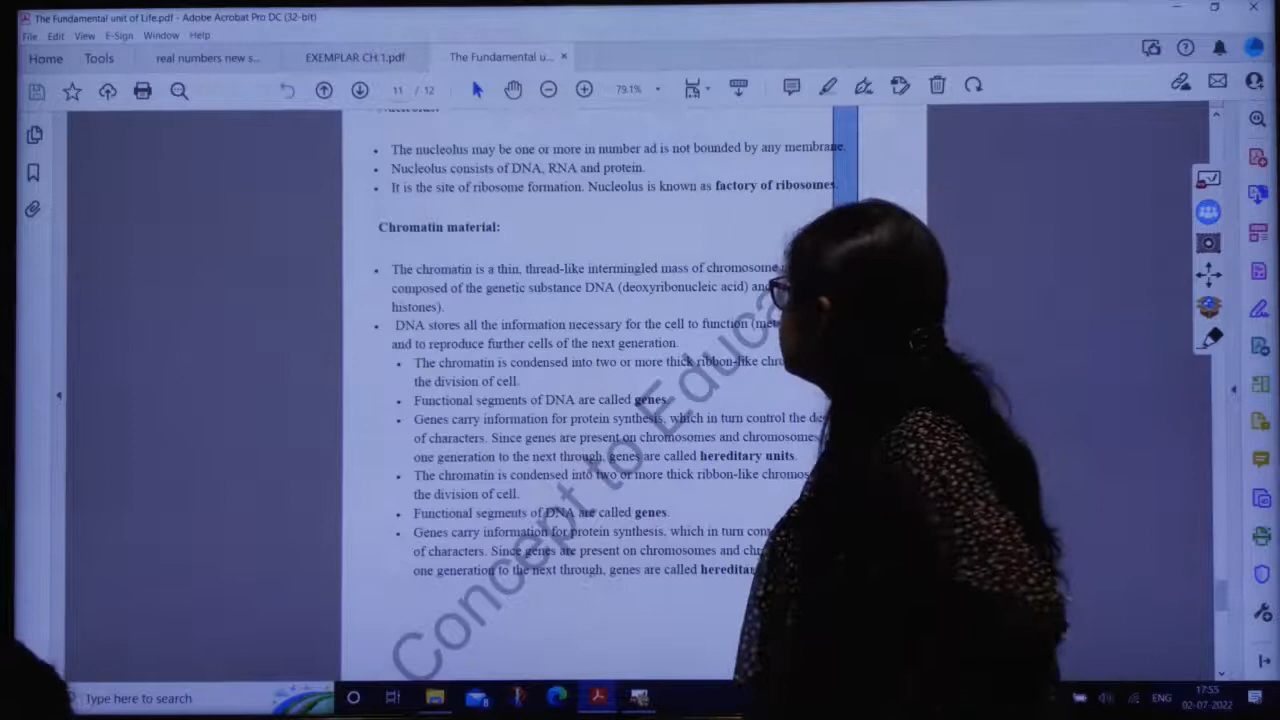 The Fundamental unit of Life.pdf - Adobe Acrobat Pro DC (32-bit)
File Edit View E-Sign Window Help
Home Tools real numbers new s... EXEMPLAR CH 1.pdf The Fundamental u...
11 / 12 79.1%
The nucleolus may be one or more in number ad is not bounded by any membrane.
Nucleolus consists of DNA, RNA and protein.
It is the site of ribosome formation. Nucleolus is known as factory of ribosomes.
Chromatin material:
The chromatin is a thin, thread-like intermingled mass of chromosome
composed of the genetic substance DNA (deoxyribonucleic acid) and
histones).
DNA stores all the information necessary for the cell to function (met
and to reproduce further cells of the next generation.
The chromatin is condensed into two or more thick ribbon-like chr
the division of cell.
Functional segments of DNA are called genes.
Genes carry information for protein synthesis, which in turn control the de
of characters. Since genes are present on chromosomes and chromosomes
one generation to the next through, genes are called hereditary units.
The chromatin is condensed into two or more thick ribbon-like chromos
the division of cell.
Functional segments of DNA are called genes.
Genes carry information for protein synthesis, which in turn con
of characters. Since genes are present on chromosomes and ch
one generation to the next through, genes are called heredita
Concept to Educa
Type here to search
ENG
17:55
02-07-2022